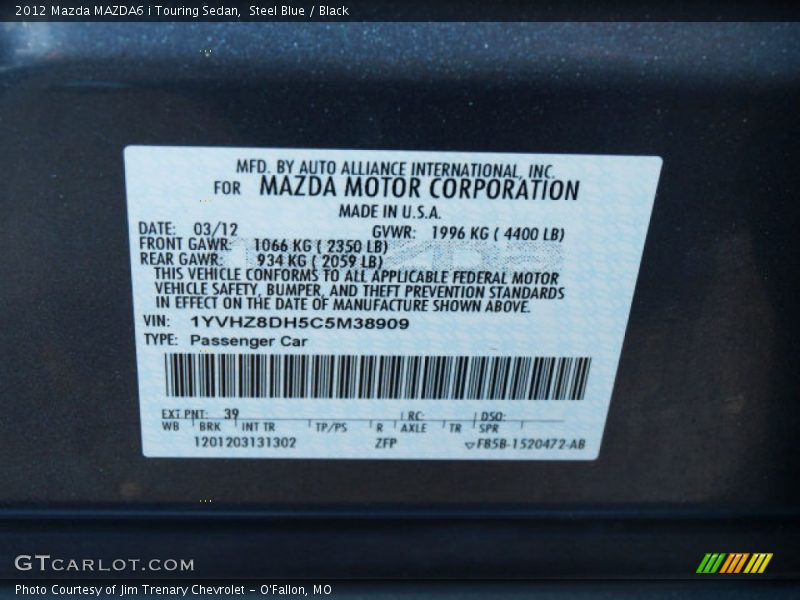 2012 Mazda MAZDA6 i Touring Sedan,  Steel Blue / Black
MFD. BY AUTO ALLIANCE INTERNATIONAL, INC.
FOR MAZDA MOTOR CORPORATION
MADE IN U.S.A.
DATE: 03/12 GVWR: 1996 KG ( 4400 LB)
FRONT GAWR: 1066 KG ( 2350 LB)
REAR GAWR: 934 KG ( 2059 LB)
THIS VEHICLE CONFORMS TO ALL APPLICABLE FEDERAL MOTOR
VEHICLE SAFETY, BUMPER, AND THEFT PREVENTION STANDARDS
IN EFFECT ON THE DATE OF MANUFACTURE SHOWN ABOVE.
VIN: 1YVHZ8DH5C5M38909
TYPE: Passenger Car
EXT PNT: 39 RC: DSO:
WB BRK INT TR TP/PS R AXLE TR SPR
1201203131302 ZFP FB5B-1520472-AB
GTCARLOT.COM
Photo Courtesy of Jim Trenary Chevrolet – O'Fallon, MO